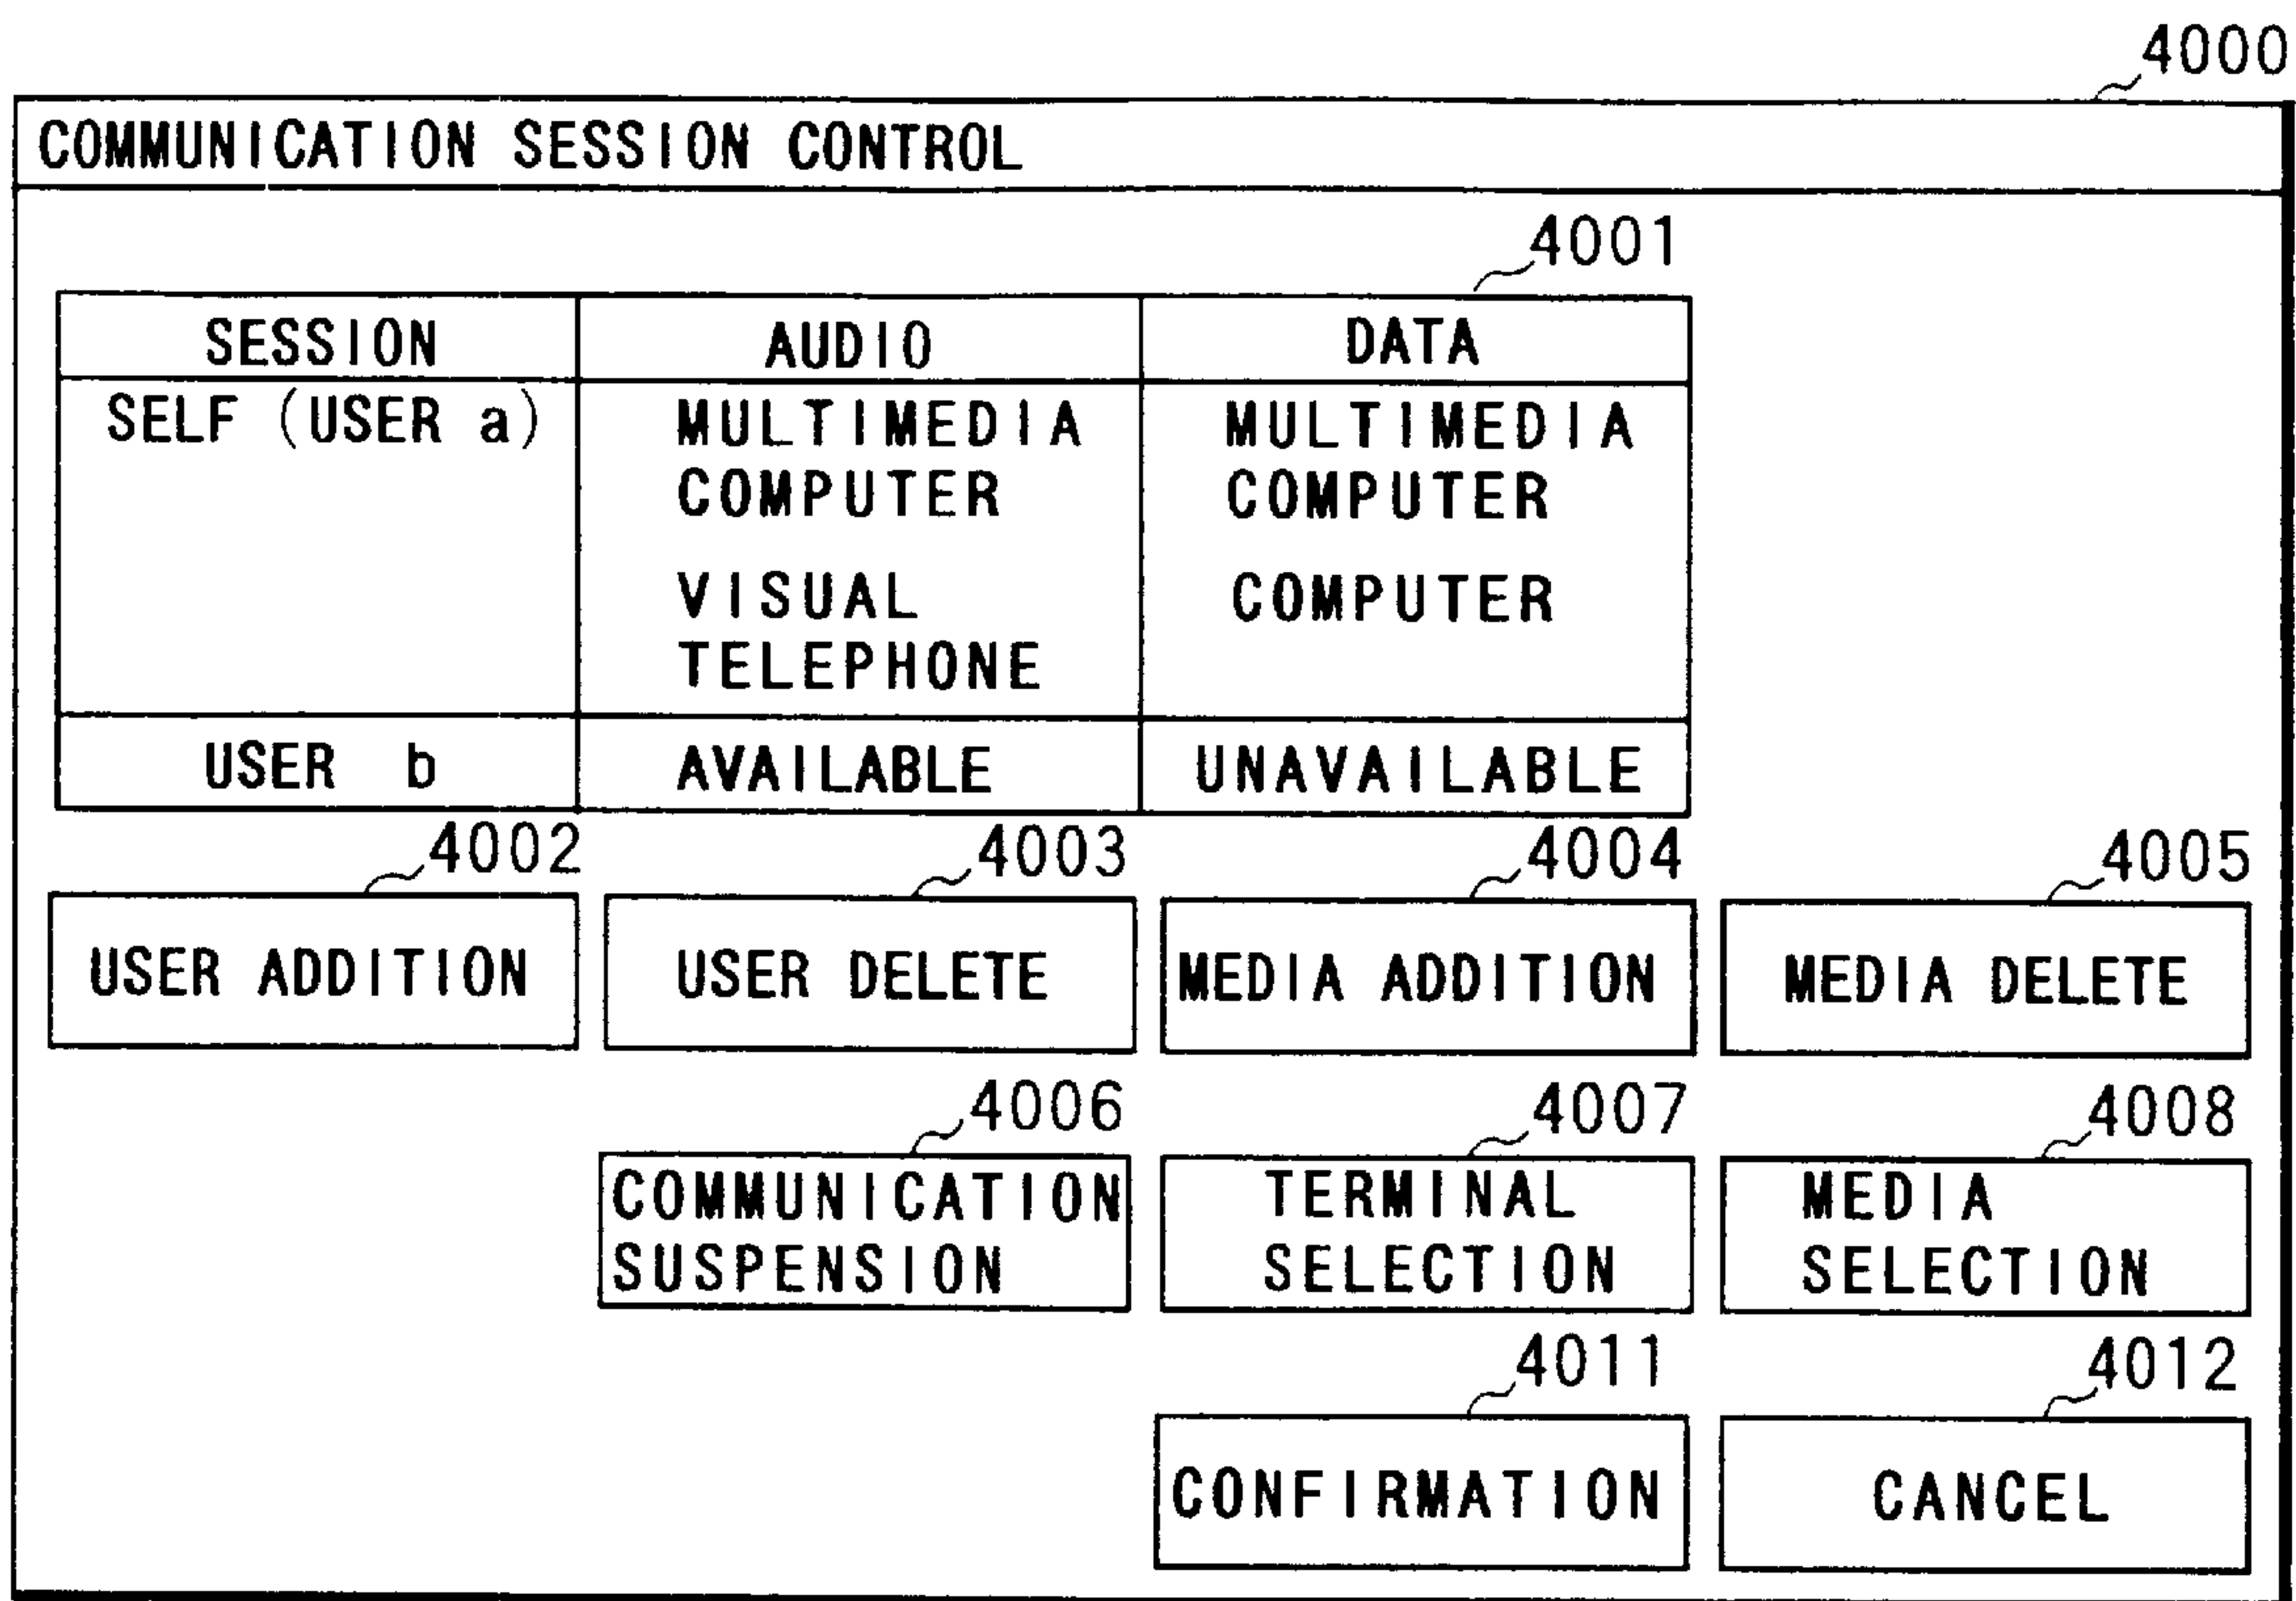 4000
COMMUNICATION SESSION CONTROL
4001
SESSION AUDIO DATA
SELF (USER a) MULTIMEDIA MULTIMEDIA
COMPUTER COMPUTER
VISUAL COMPUTER
TELEPHONE
USER b AVAILABLE UNAVAILABLE
4002 4003 4004 4005
USER ADDITION USER DELETE MEDIA ADDITION MEDIA DELETE
4006 4007 4008
COMMUNICATION TERMINAL MEDIA
SUSPENSION SELECTION SELECTION
4011 4012
CONFIRMATION CANCEL